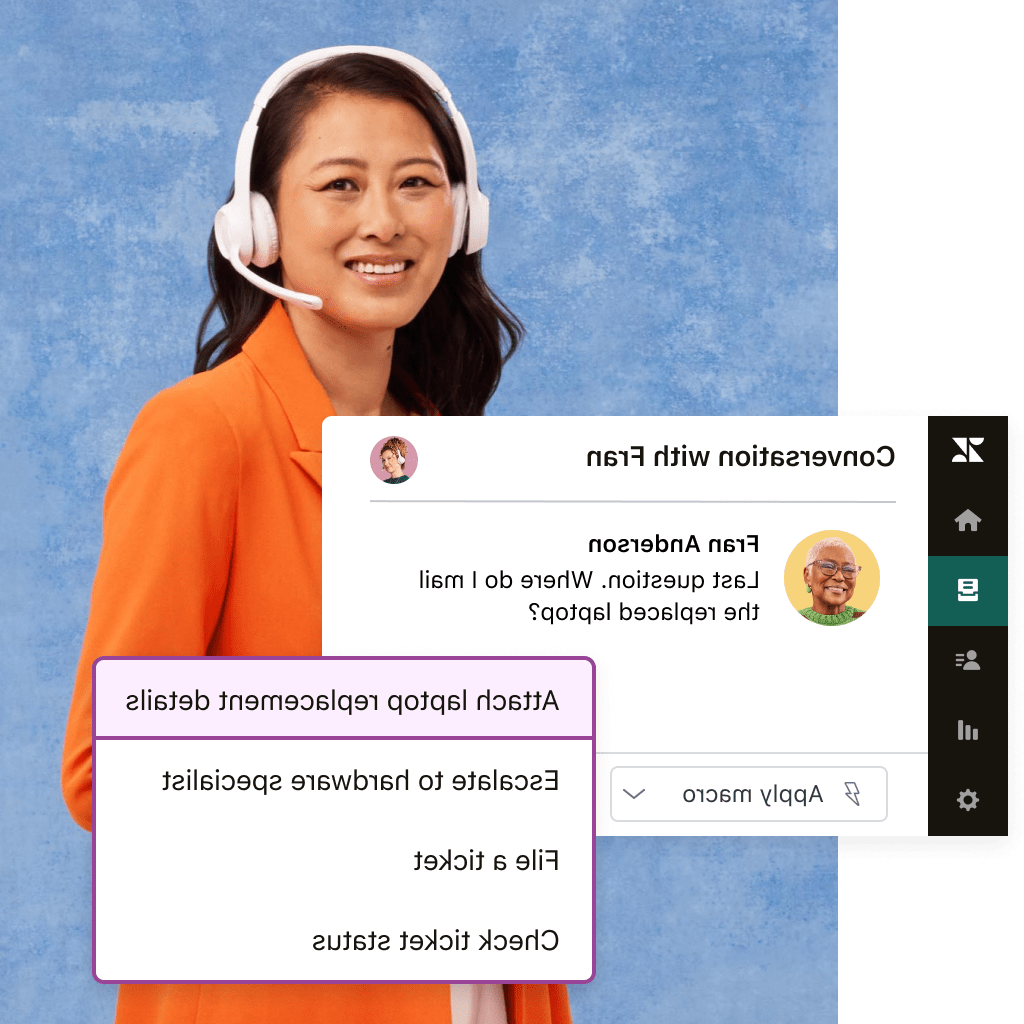 Conversation with Fran
Fran Anderson
Last question. Where do I mail
the replaced laptop?
Apply macro
Attach laptop replacement details
Escalate to hardware specialist
File a ticket
Check ticket status